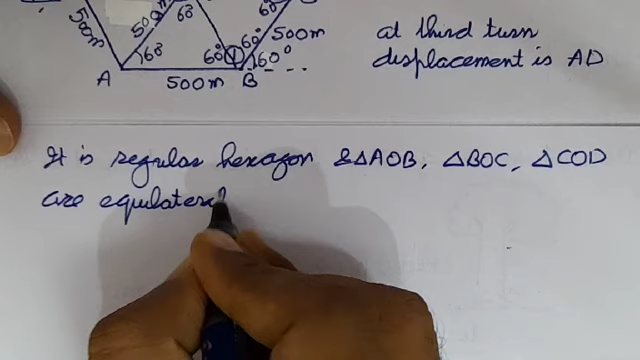 60°
500m
500m
60°
60° 60° 500m
60° 60°
A 500m B
at third turn
displacement is AD
It is regular hexagon & ΔAOB, ΔBOC, ΔCOD
are equilater